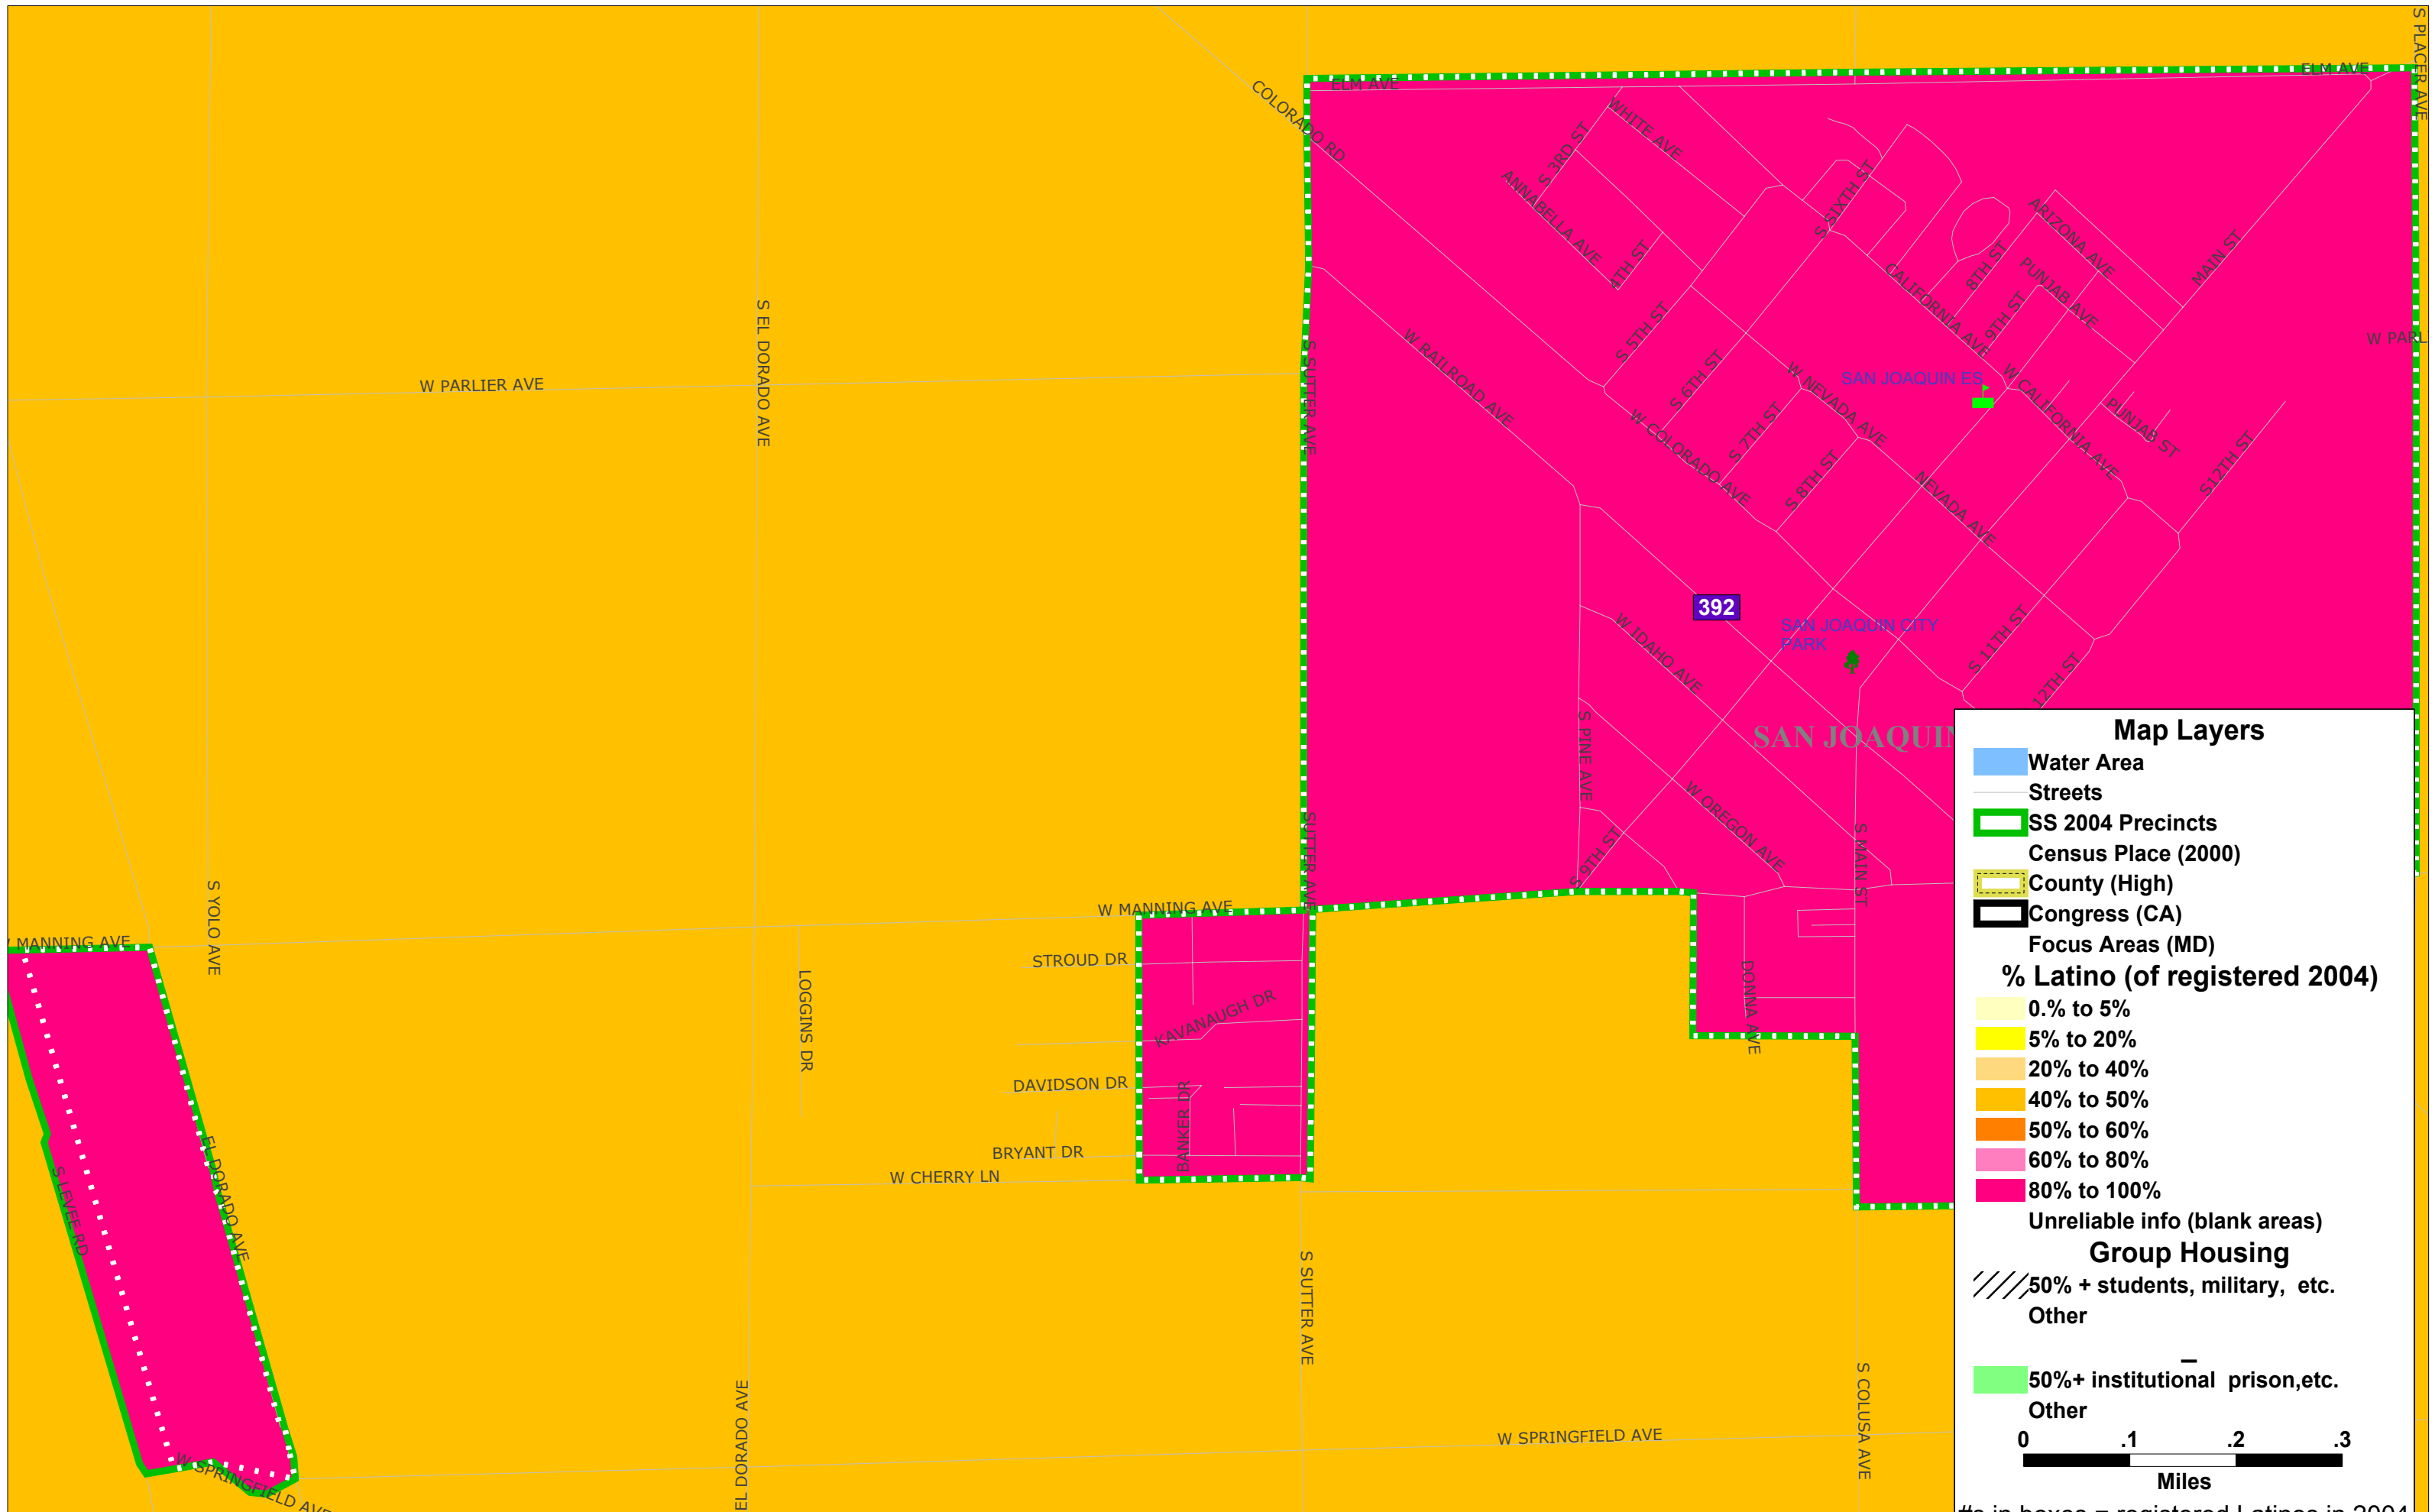 S PLACER AVE
ELM AVE
ELM AVE
COLORADO RD
WHITE AVE
S 3RD ST
ANNABELLA AVE
4TH ST
S SIXTH ST
ARIZONA AVE
MAIN ST
8TH ST
PUNJAB AVE
CALIFORNIA AVE
9TH ST
S EL DORADO AVE
S SUTTER AVE
W PARL
W PARLIER AVE
S 5TH ST
W RAILROAD AVE
S 6TH ST
W NEVADA AVE
SAN JOAQUIN ES
W CALIFORNIA AVE
PUNJAB ST
W COLORADO AVE
S 7TH ST
S 8TH ST
NEVADA AVE
S12TH ST
392
SAN JOAQUIN CITY
PARK
W IDAHO AVE
S 11TH ST
12TH ST
SAN JOAQUIN
S PINE AVE
W OREGON AVE
S 9TH ST
S MAIN ST
SUTTER AVE
S YOLO AVE
W MANNING AVE
MANNING AVE
STROUD DR
LOGGINS DR
KAVANAUGH DR
DONNA AVE
DAVIDSON DR
BANKER DR
BRYANT DR
W CHERRY LN
EL DORADO AVE
S LEVEE RD
S SUTTER AVE
S COLUSA AVE
EL DORADO AVE
W SPRINGFIELD AVE
W SPRINGFIELD AVE
Map Layers
Water Area
Streets
SS 2004 Precincts
Census Place (2000)
County (High)
Congress (CA)
Focus Areas (MD)
% Latino (of registered 2004)
0.% to 5%
5% to 20%
20% to 40%
40% to 50%
50% to 60%
60% to 80%
80% to 100%
Unreliable info (blank areas)
Group Housing
50% + students, military, etc.
Other
50%+ institutional prison,etc.
Other
0 .1 .2 .3
Miles
#s in boxes = registered Latinos in 2004